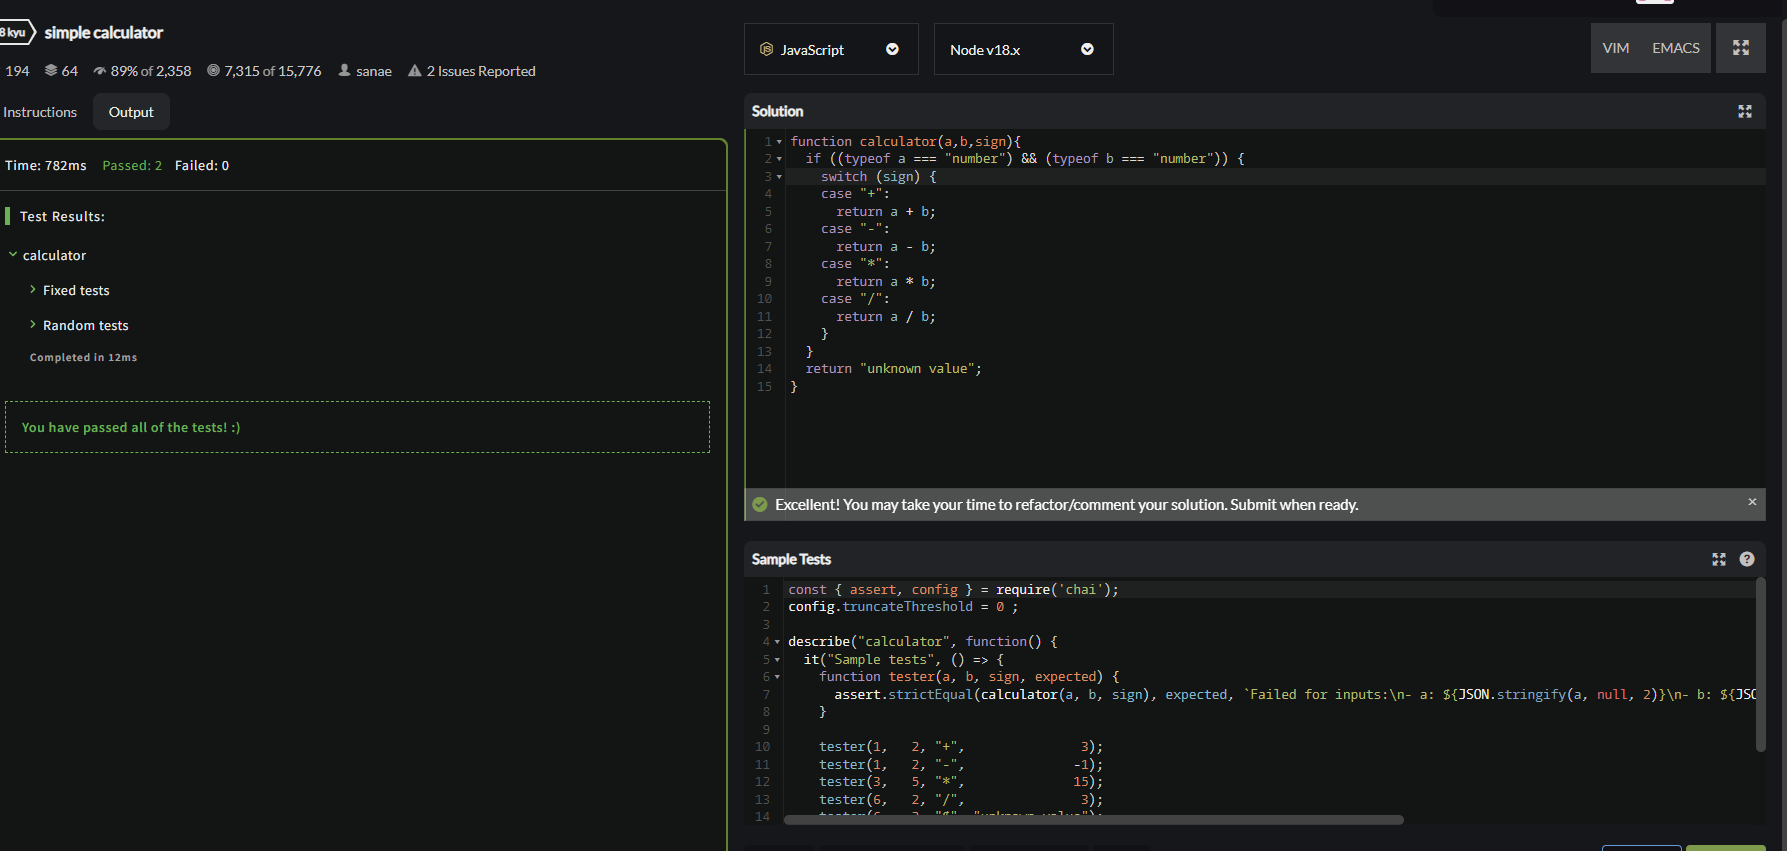 8 kyu simple calculator
194 64 89% of 2,358 7,315 of 15,776 sanae 2 Issues Reported
Instructions Output
Time: 782ms Passed: 2 Failed: 0
Test Results:
calculator
Fixed tests
Random tests
Completed in 12ms
You have passed all of the tests! :)
JavaScript Node v18.x VIM EMACS
Solution
1 function calculator(a,b,sign){
2   if ((typeof a === "number") && (typeof b === "number")) {
3     switch (sign) {
4     case "+":
5       return a + b;
6     case "-":
7       return a - b;
8     case "*":
9       return a * b;
10     case "/":
11       return a / b;
12     }
13   }
14   return "unknown value";
15 }
Excellent! You may take your time to refactor/comment your solution. Submit when ready.
Sample Tests
1 const { assert, config } = require('chai');
2 config.truncateThreshold = 0 ;
3
4 describe("calculator", function() {
5   it("Sample tests", () => {
6     function tester(a, b, sign, expected) {
7       assert.strictEqual(calculator(a, b, sign), expected, `Failed for inputs:\n- a: ${JSON.stringify(a, null, 2)}\n- b: ${JSO
8     }
9
10     tester(1,   2, "+",               3);
11     tester(1,   2, "-",              -1);
12     tester(3,   5, "*",              15);
13     tester(6,   2, "/",               3);
14